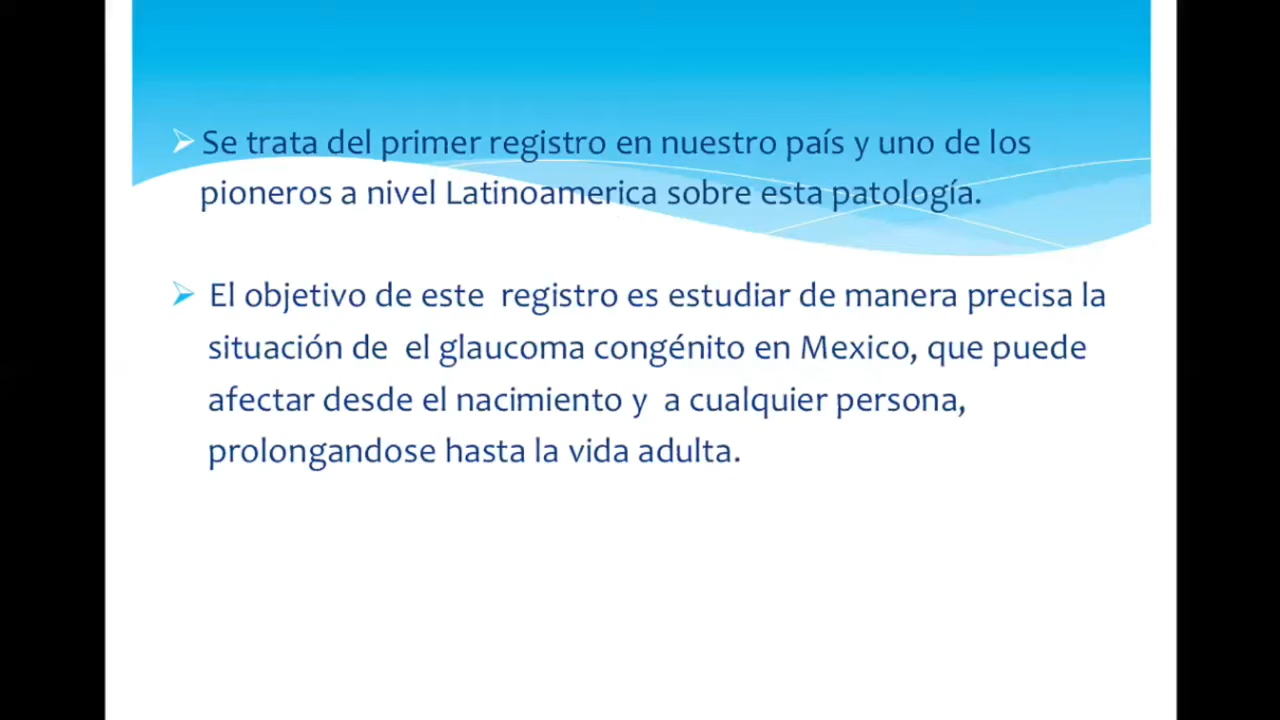 Se trata del primer registro en nuestro país y uno de los
pioneros a nivel Latinoamerica sobre esta patología.
El objetivo de este registro es estudiar de manera precisa la
situación de el glaucoma congénito en Mexico, que puede
afectar desde el nacimiento y a cualquier persona,
prolongandose hasta la vida adulta.